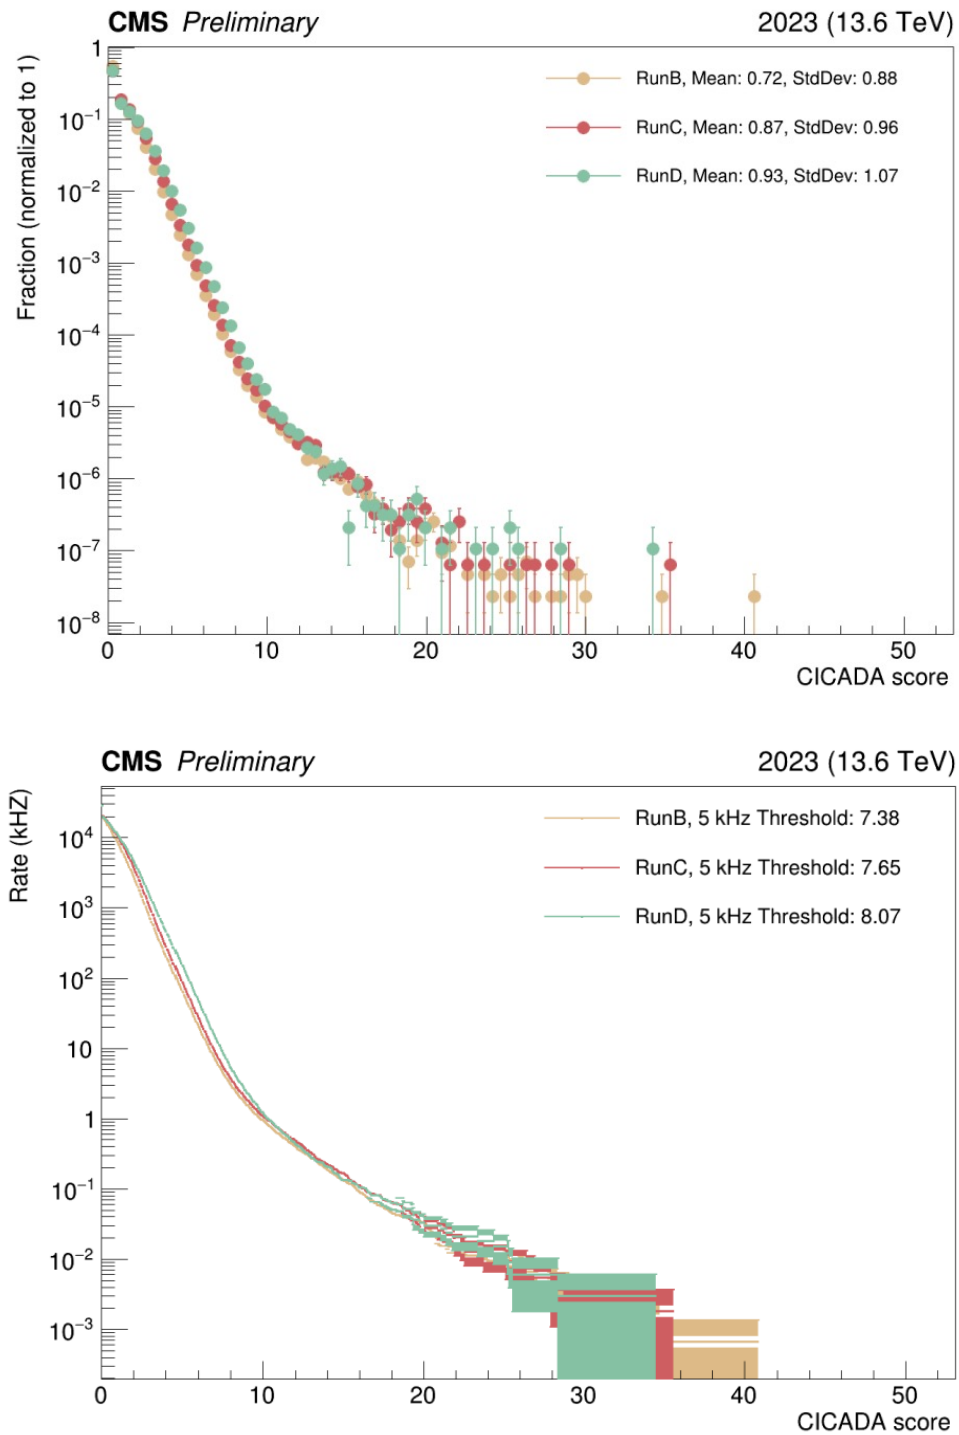 CMS Preliminary 2023 (13.6 TeV)
Fraction (normalized to 1)
1
10⁻¹
10⁻²
10⁻³
10⁻⁴
10⁻⁵
10⁻⁶
10⁻⁷
10⁻⁸
RunB, Mean: 0.72, StdDev: 0.88
RunC, Mean: 0.87, StdDev: 0.96
RunD, Mean: 0.93, StdDev: 1.07
0 10 20 30 40 50
CICADA score
CMS Preliminary 2023 (13.6 TeV)
Rate (kHZ)
10⁴
10³
10²
10
1
10⁻¹
10⁻²
10⁻³
RunB, 5 kHz Threshold: 7.38
RunC, 5 kHz Threshold: 7.65
RunD, 5 kHz Threshold: 8.07
0 10 20 30 40 50
CICADA score